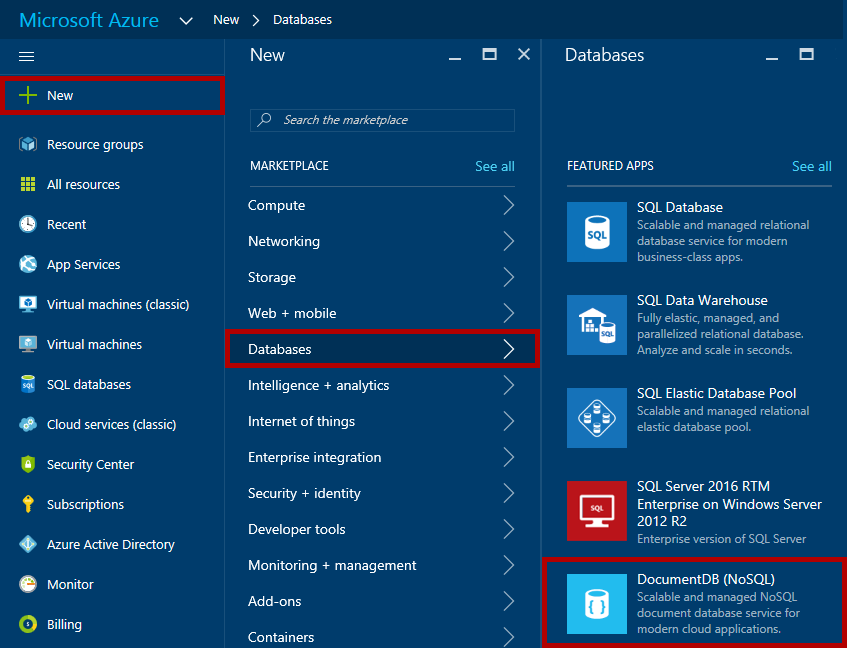 Microsoft Azure New > Databases
New
Resource groups
All resources
Recent
App Services
Virtual machines (classic)
Virtual machines
SQL databases
Cloud services (classic)
Security Center
Subscriptions
Azure Active Directory
Monitor
Billing
New
Search the marketplace
MARKETPLACE See all
Compute
Networking
Storage
Web + mobile
Databases
Intelligence + analytics
Internet of things
Enterprise integration
Security + identity
Developer tools
Monitoring + management
Add-ons
Containers
Databases
FEATURED APPS See all
SQL
SQL Database
Scalable and managed relational
database service for modern
business-class apps.
SQL
SQL Data Warehouse
Fully elastic, managed, and
parallelized relational database.
Analyze and scale in seconds.
SQL Elastic Database Pool
Scalable and managed relational
elastic database pool.
SQL
SQL Server 2016 RTM
Enterprise on Windows Server
2012 R2
Enterprise version of SQL Server
DocumentDB (NoSQL)
Scalable and managed NoSQL
document database service for
modern cloud applications.